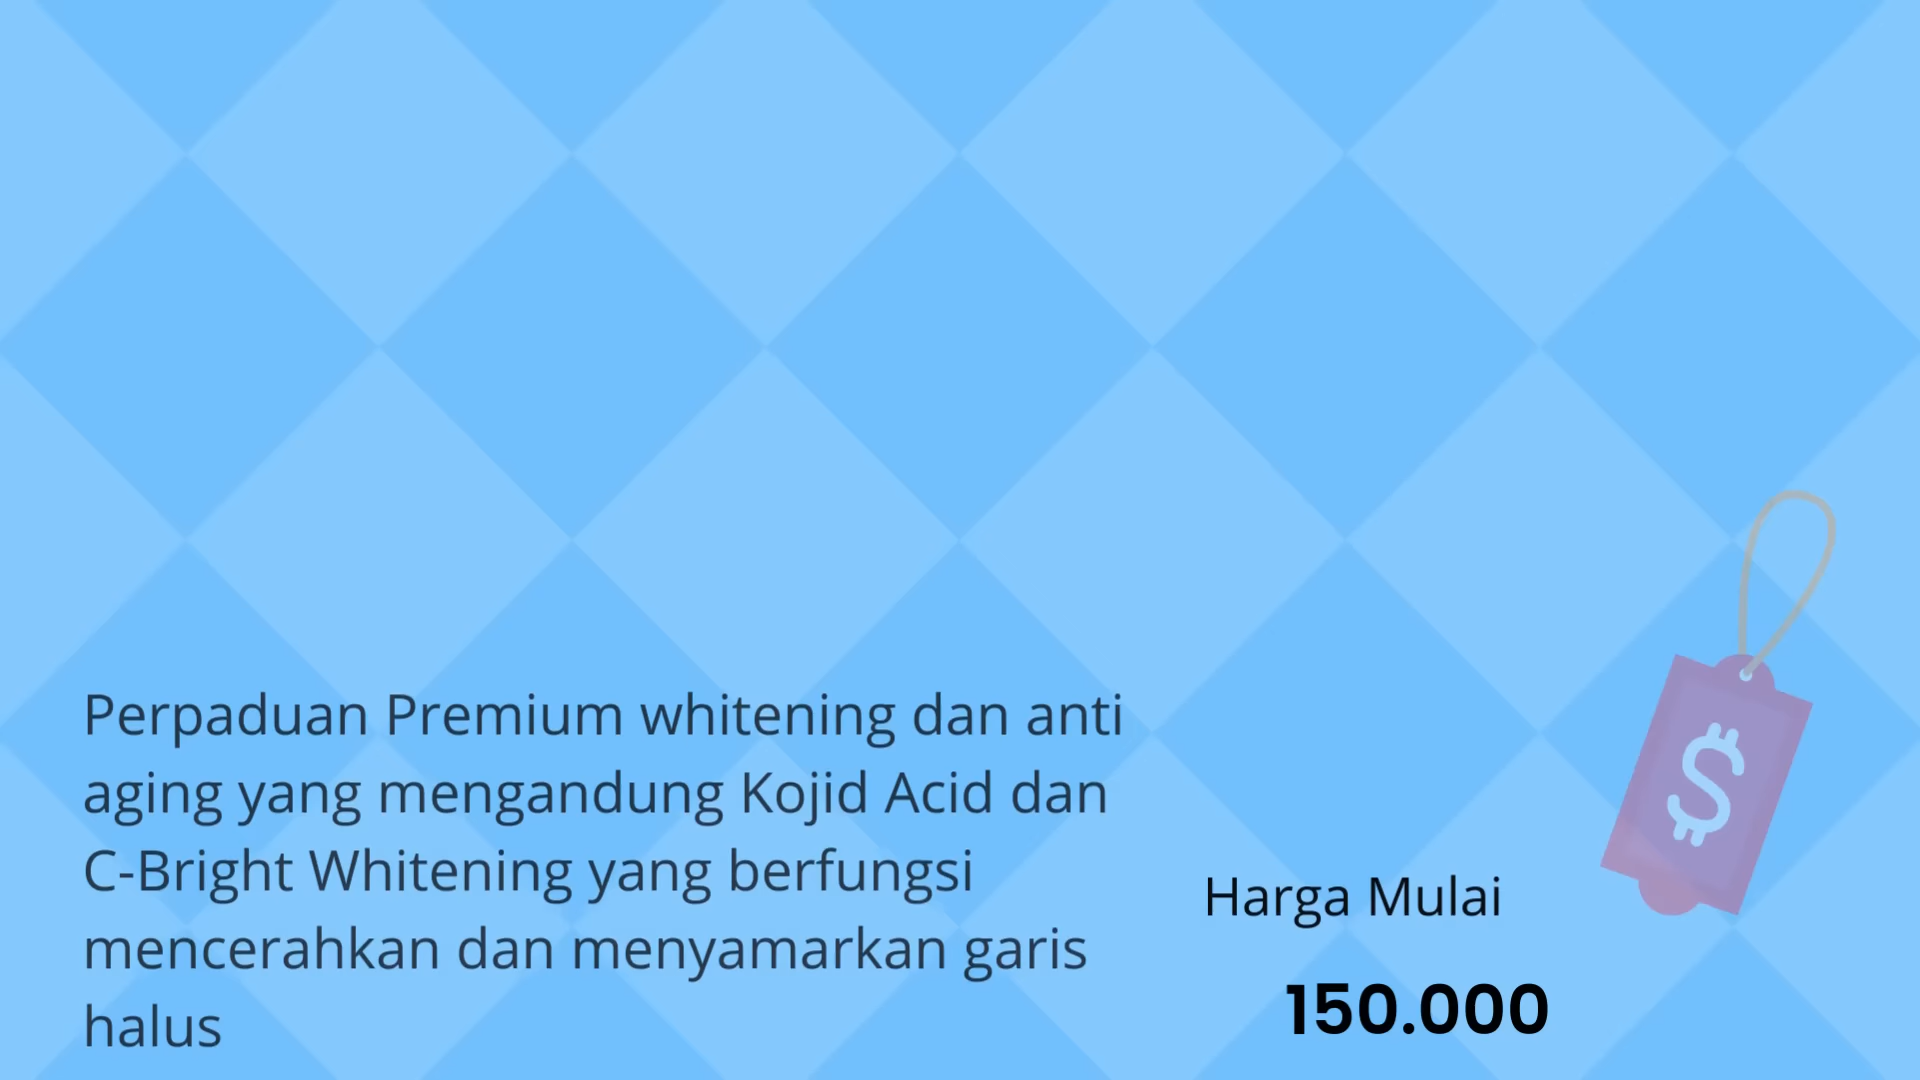 Perpaduan Premium whitening dan anti
aging yang mengandung Kojid Acid dan
C-Bright Whitening yang berfungsi
mencerahkan dan menyamarkan garis
halus
Harga Mulai
150.000
$